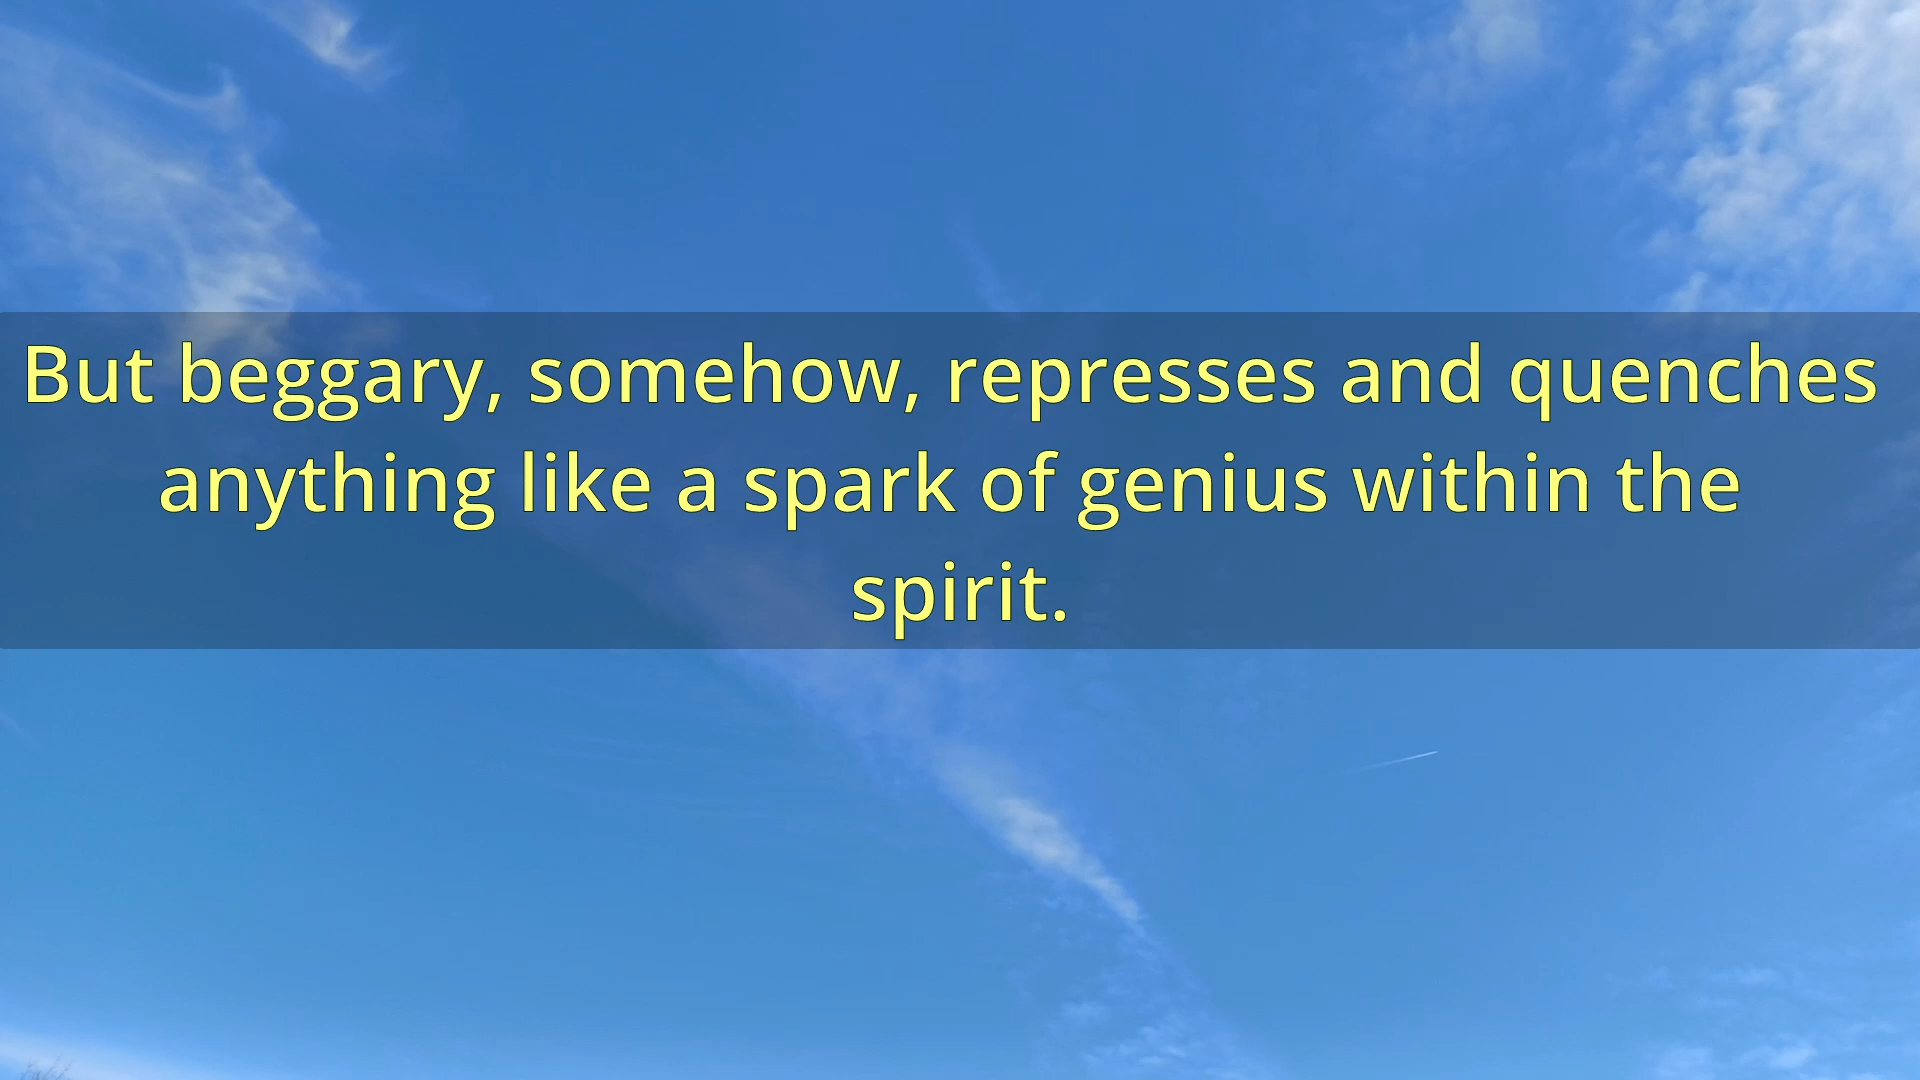 But beggary, somehow, represses and quenches
anything like a spark of genius within the
spirit.